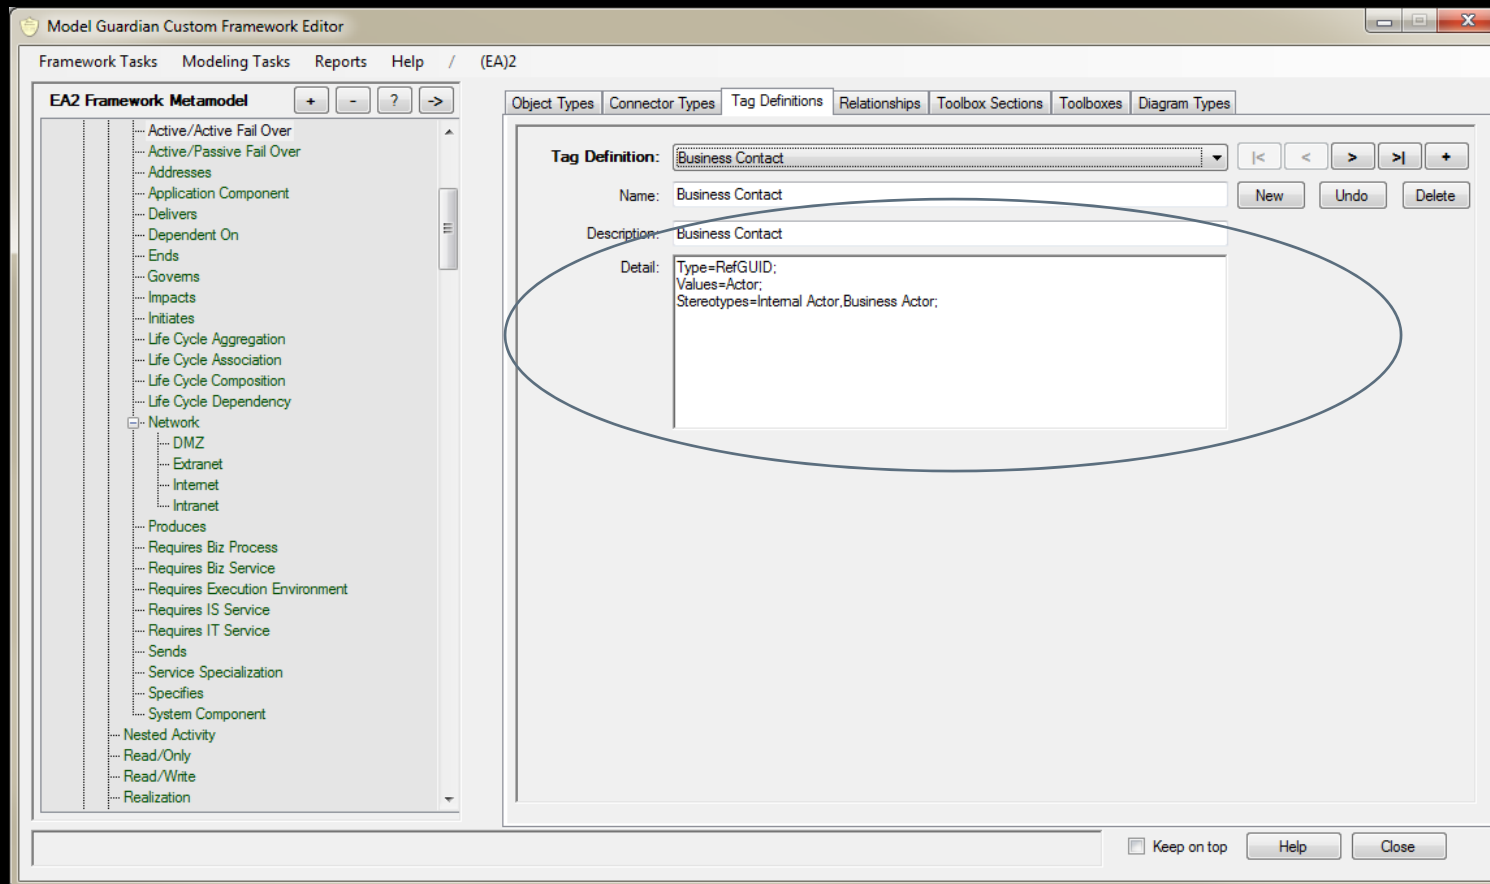 Model Guardian Custom Framework Editor
Framework Tasks Modeling Tasks Reports Help / (EA)2
EA2 Framework Metamodel + - ? ->
Active/Active Fail Over
Active/Passive Fail Over
Addresses
Application Component
Delivers
Dependent On
Ends
Governs
Impacts
Initiates
Life Cycle Aggregation
Life Cycle Association
Life Cycle Composition
Life Cycle Dependency
Network
DMZ
Extranet
Internet
Intranet
Produces
Requires Biz Process
Requires Biz Service
Requires Execution Environment
Requires IS Service
Requires IT Service
Sends
Service Specialization
Specifies
System Component
Nested Activity
Read/Only
Read/Write
Realization
Object Types Connector Types Tag Definitions Relationships Toolbox Sections Toolboxes Diagram Types
Tag Definition: Business Contact |< < > >| +
Name: Business Contact New Undo Delete
Description: Business Contact
Detail: Type=RefGUID;
Values=Actor;
Stereotypes=Internal Actor,Business Actor;
Keep on top Help Close